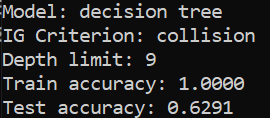 Model: decision tree
IG Criterion: collision
Depth limit: 9
Train accuracy: 1.0000
Test accuracy: 0.6291